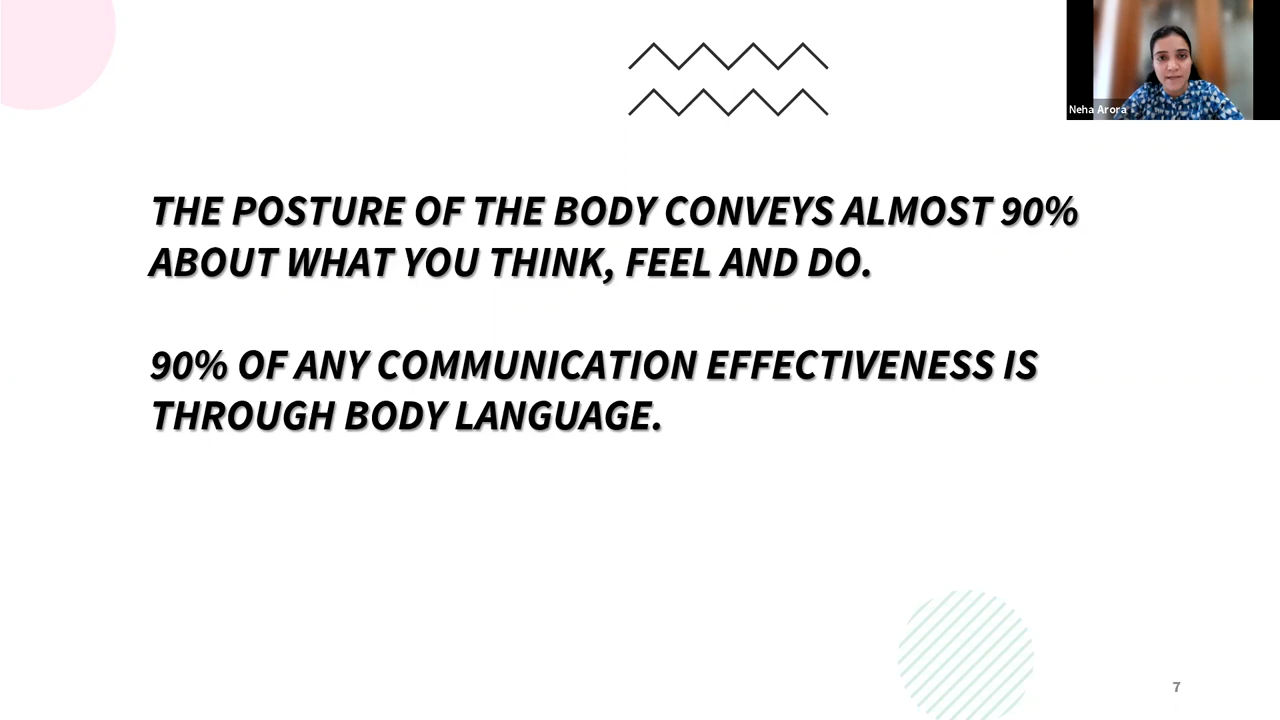 Neha Arora
THE POSTURE OF THE BODY CONVEYS ALMOST 90%
ABOUT WHAT YOU THINK, FEEL AND DO.
90% OF ANY COMMUNICATION EFFECTIVENESS IS
THROUGH BODY LANGUAGE.
7